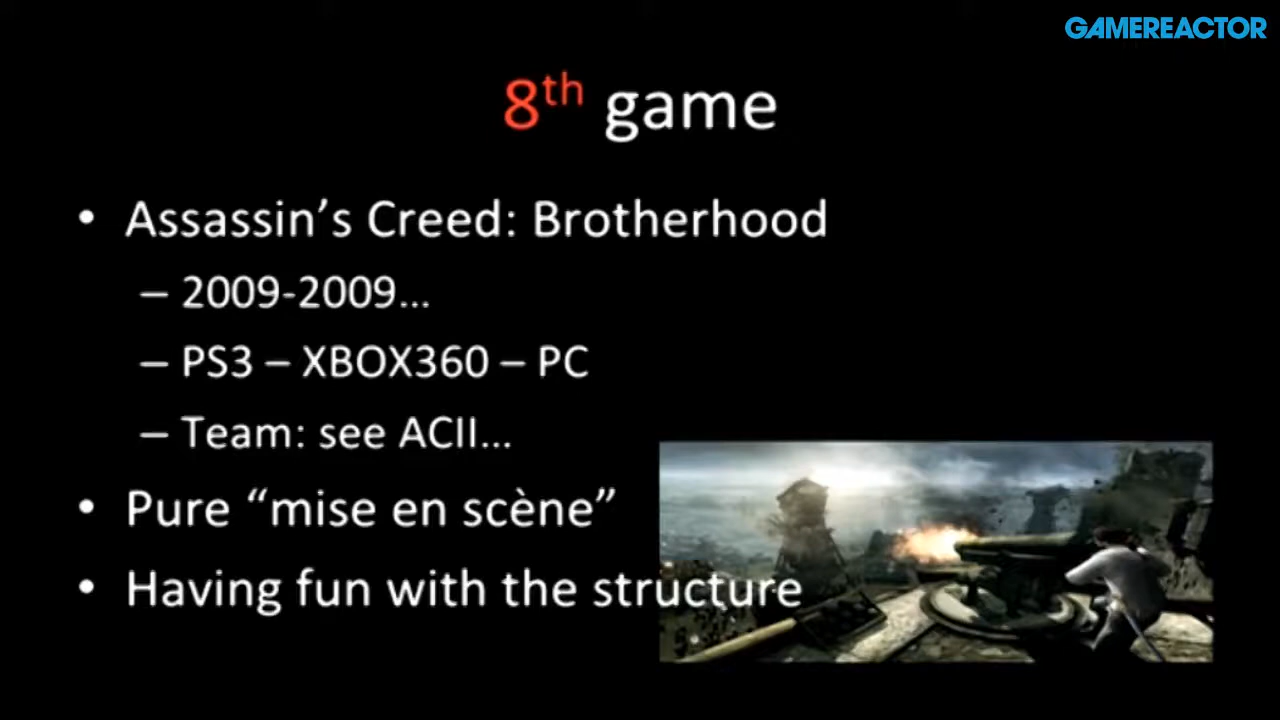 GAMEREACTOR
8th game
• Assassin's Creed: Brotherhood
– 2009-2009...
– PS3 – XBOX360 – PC
– Team: see ACII...
• Pure “mise en scène”
• Having fun with the structure